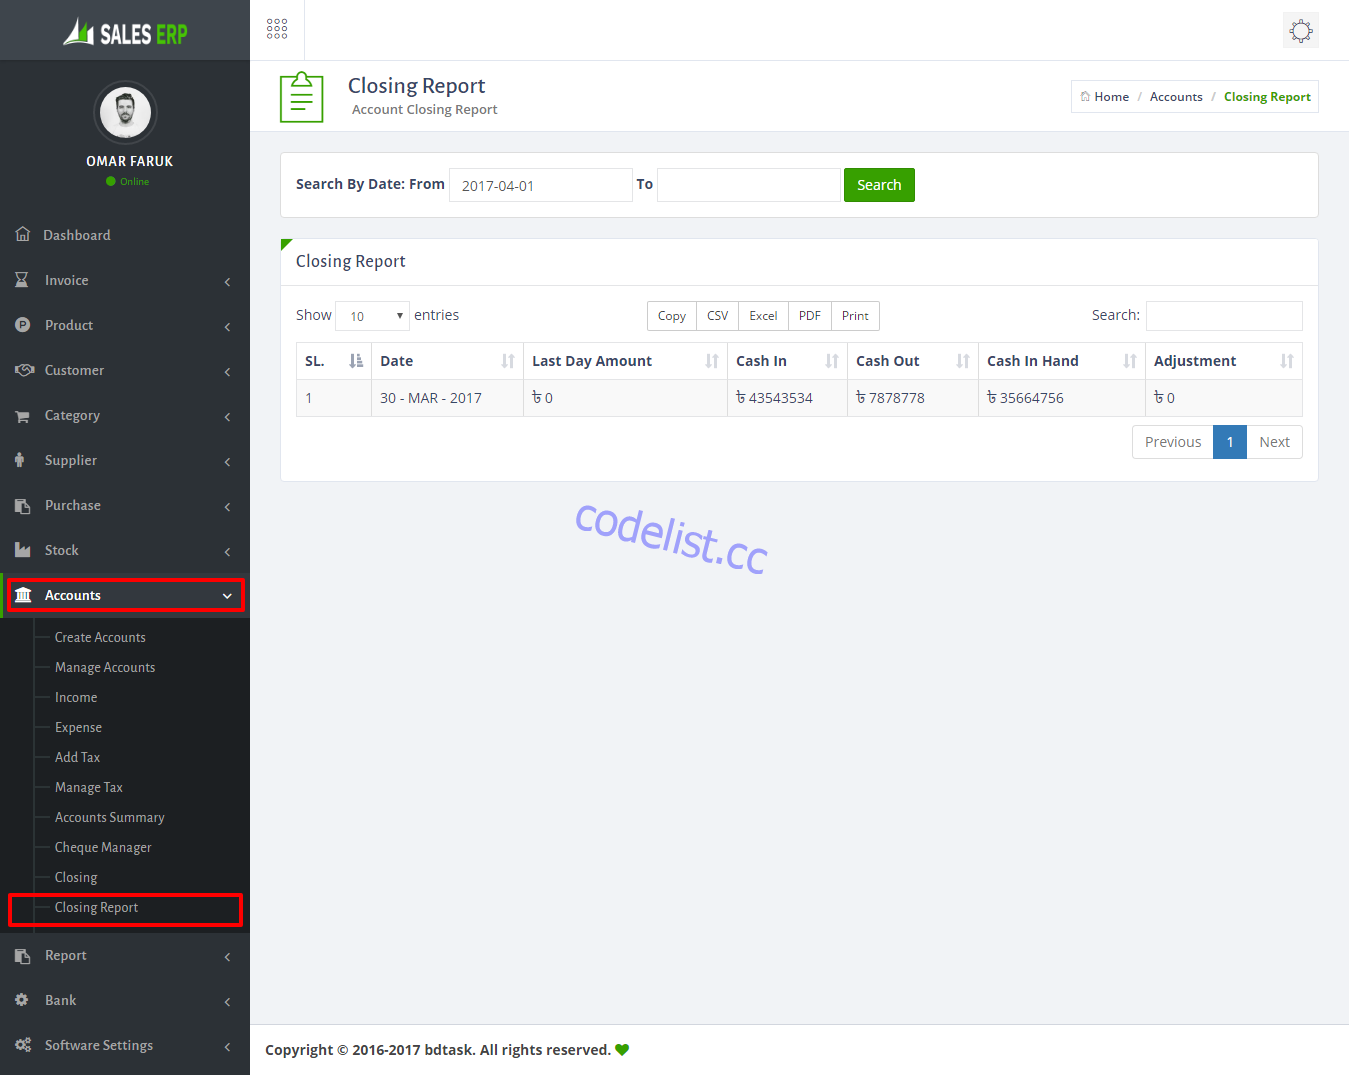 SALES ERP
OMAR FARUK
Online
Dashboard
Invoice
Product
Customer
Category
Supplier
Purchase
Stock
Accounts
Create Accounts
Manage Accounts
Income
Expense
Add Tax
Manage Tax
Accounts Summary
Cheque Manager
Closing
Closing Report
Report
Bank
Software Settings
Closing Report
Account Closing Report
Home / Accounts / Closing Report
Search By Date: From 2017-04-01 To Search
Closing Report
Show 10 entries Copy CSV Excel PDF Print Search:
SL. Date Last Day Amount Cash In Cash Out Cash In Hand Adjustment
1 30 - MAR - 2017 ৳ 0 ৳ 43543534 ৳ 7878778 ৳ 35664756 ৳ 0
Previous 1 Next
codelist.cc
Copyright © 2016-2017 bdtask. All rights reserved.